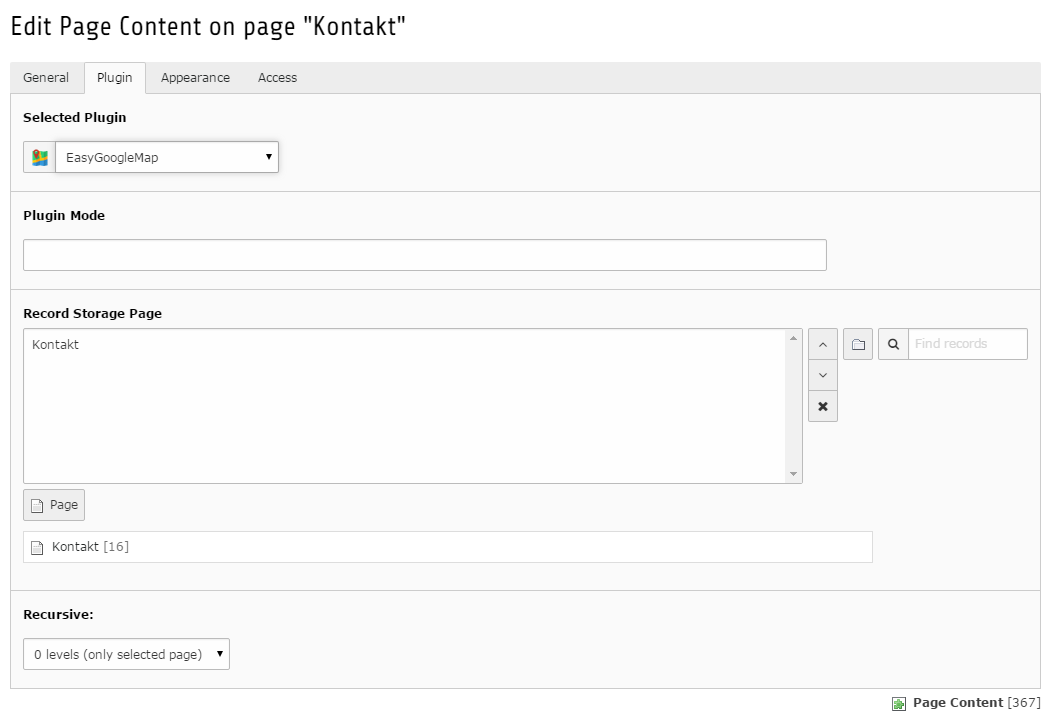 Edit Page Content on page "Kontakt"
General Plugin Appearance Access
Selected Plugin
EasyGoogleMap
Plugin Mode
Record Storage Page
Kontakt
Find records
Page
Kontakt [16]
Recursive:
0 levels (only selected page)
Page Content [367]